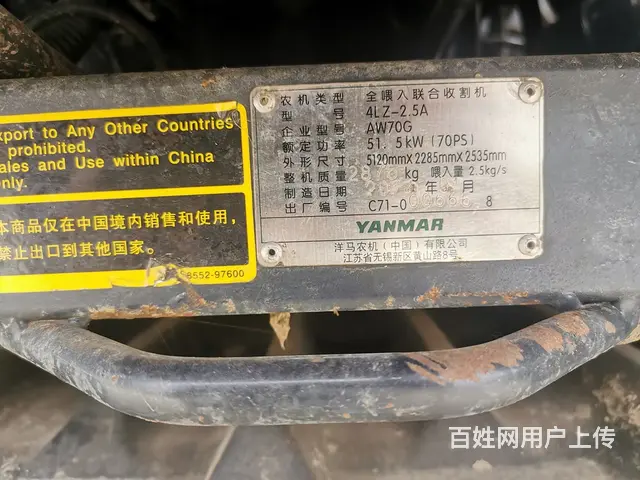 xport to Any Other Countries
prohibited.
ales and Use within China
nly.
本商品仅在中国境内销售和使用，
禁止出口到其他国家。
8552-97600
农机类型 全喂入联合收割机
型号 4LZ-2.5A
企业型号 AW70G
额定功率 51.5kW(70PS)
外形尺寸 5120mmX2285mmX2535mm
整机质量 kg 喂入量 2.5kg/s
制造日期 年 月
出厂编号 C71-0 8
YANMAR
洋马农机(中国)有限公司
江苏省无锡新区黄山路8号
百姓网用户上传